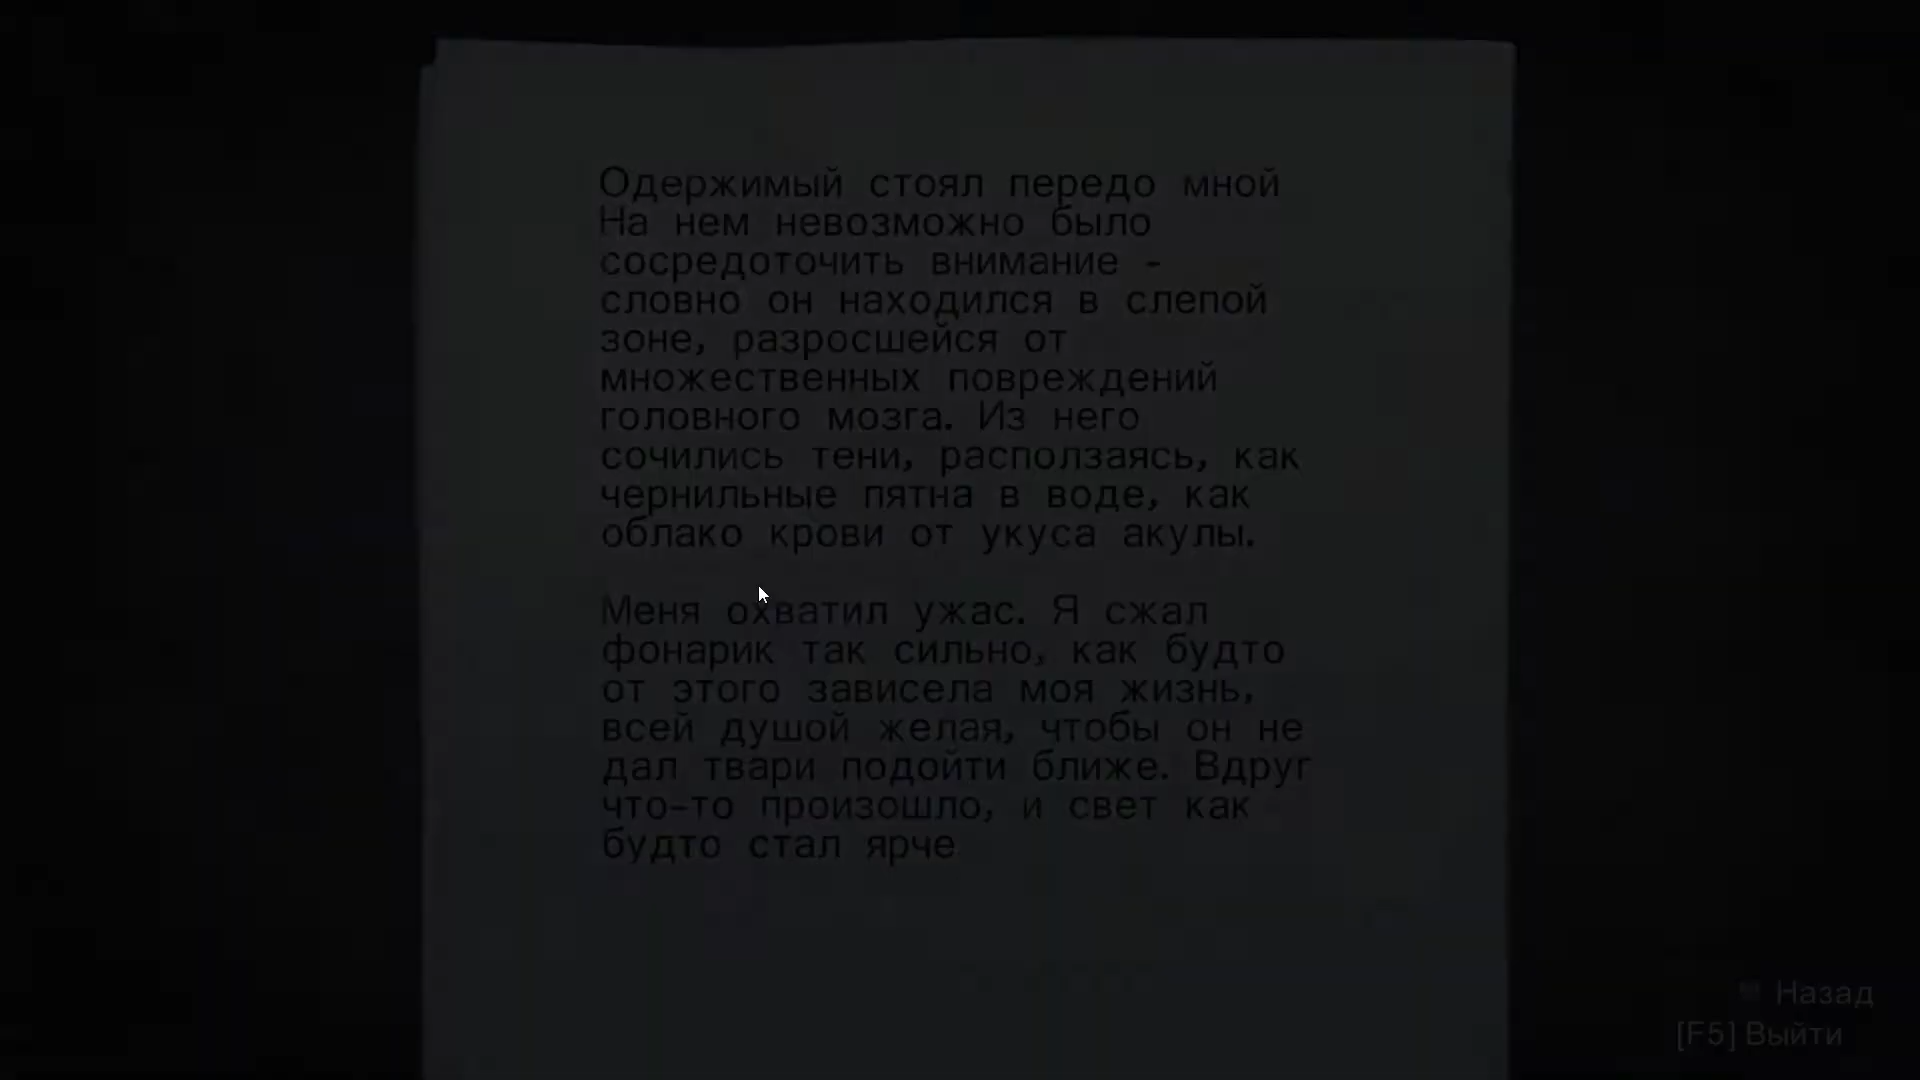 Одержимый стоял передо мной
На нем невозможно было
сосредоточить внимание -
словно он находился в слепой
зоне, разросшейся от
множественных повреждений
головного мозга. Из него
сочились тени, расползаясь, как
чернильные пятна в воде, как
облако крови от укуса акулы.
Меня охватил ужас. Я сжал
фонарик так сильно, как будто
от этого зависела моя жизнь,
всей душой желая, чтобы он не
дал твари подойти ближе. Вдруг
что-то произошло, и свет как
будто стал ярче
Назад
[F5] Выйти